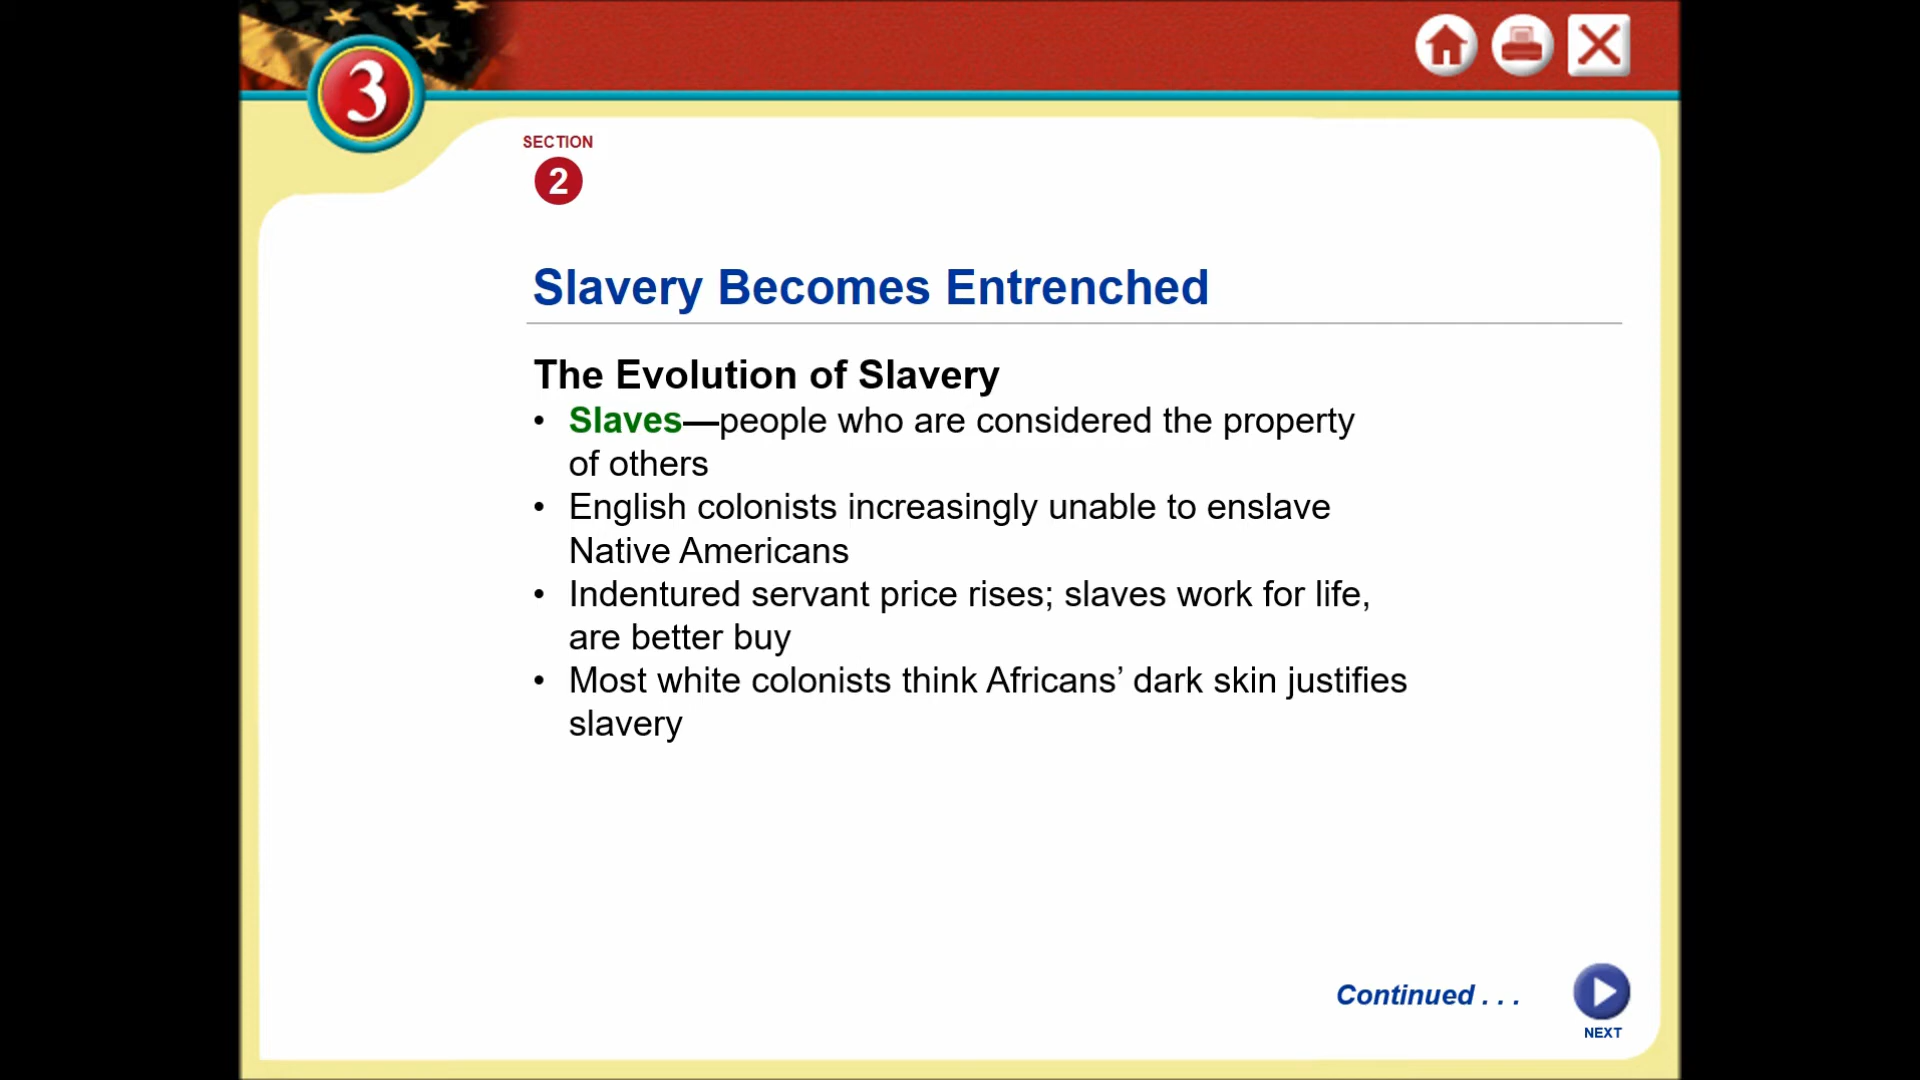 3
SECTION
2
Slavery Becomes Entrenched
The Evolution of Slavery
• Slaves—people who are considered the property
of others
• English colonists increasingly unable to enslave
Native Americans
• Indentured servant price rises; slaves work for life,
are better buy
• Most white colonists think Africans’ dark skin justifies
slavery
Continued . . .
NEXT